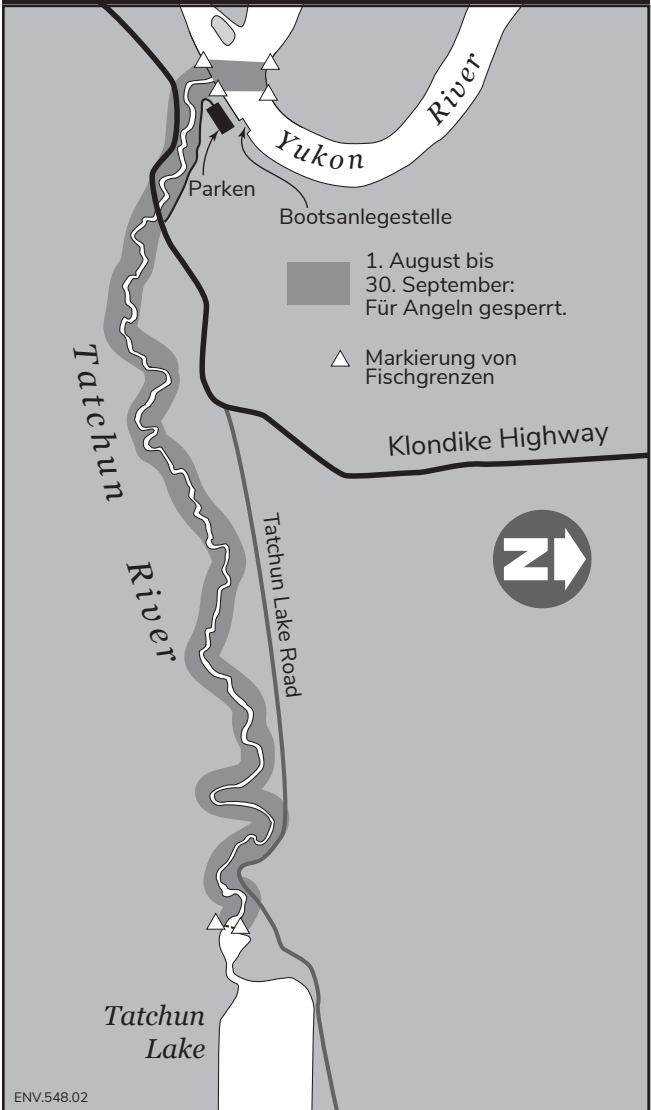 River
Yukon
Parken
Bootsanlegestelle
1. August bis
30. September:
Für Angeln gesperrt.
Markierung von
Fischgrenzen
Tatchun
River
Klondike Highway
Tatchun Lake Road
N
Tatchun
Lake
ENV.548.02